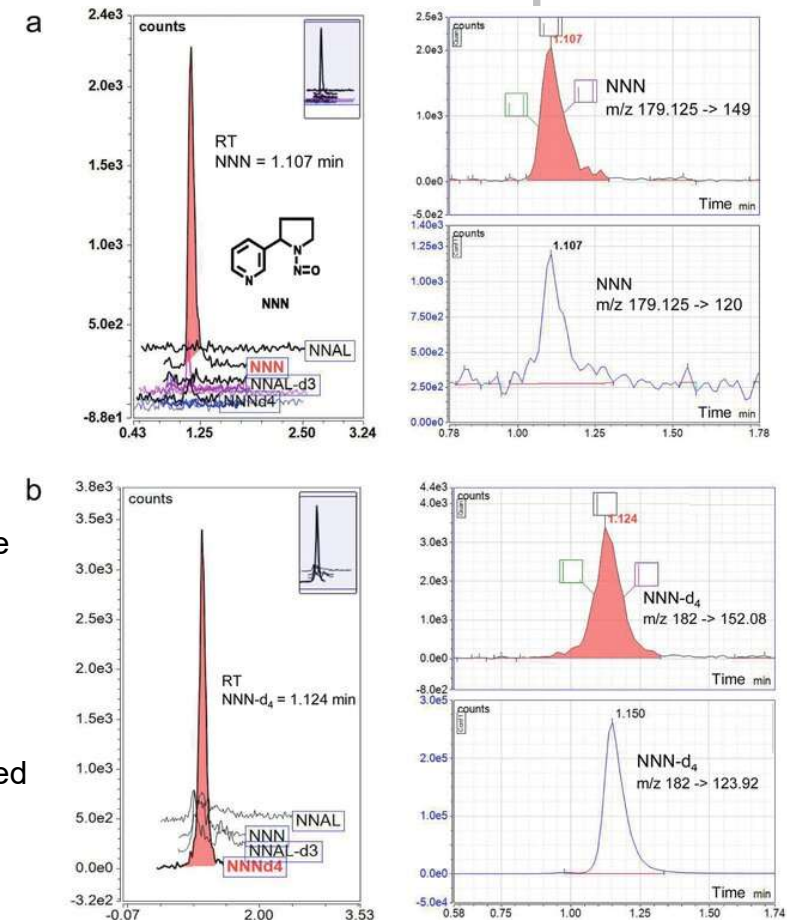 a
2.4e3
counts
2.0e3
1.5e3
1.0e3
5.0e2
-8.8e1
0.43
1.25
2.50
3.24
RT
NNN = 1.107 min
N
N
N=O
NNN
NNAL
NNN
NNAL-d3
NNNd4
2.5e3
counts
2.0e3
1.0e3
0.0e0
-5.0e2
1.107
NNN
m/z 179.125 -> 149
Time min
1.40e3
counts
1.25e3
1.00e3
7.50e2
5.00e2
2.50e2
0.00e0
1.107
NNN
m/z 179.125 -> 120
Time min
0.78
1.00
1.25
1.50
1.78
b
3.8e3
counts
3.5e3
3.0e3
2.5e3
2.0e3
1.5e3
1.0e3
5.0e2
0.0e0
-3.2e2
-0.07
2.00
3.53
RT
NNN-d4 = 1.124 min
NNAL
NNN
NNAL-d3
NNNd4
4.4e3
counts
4.0e3
3.0e3
2.0e3
1.0e3
0.0e0
-8.0e2
1.124
NNN-d4
m/z 182 -> 152.08
Time min
3.0e5
counts
2.0e5
1.0e5
0.0e0
-5.0e4
1.150
NNN-d4
m/z 182 -> 123.92
Time min
0.58
0.75
1.00
1.25
1.50
1.74
e
ed